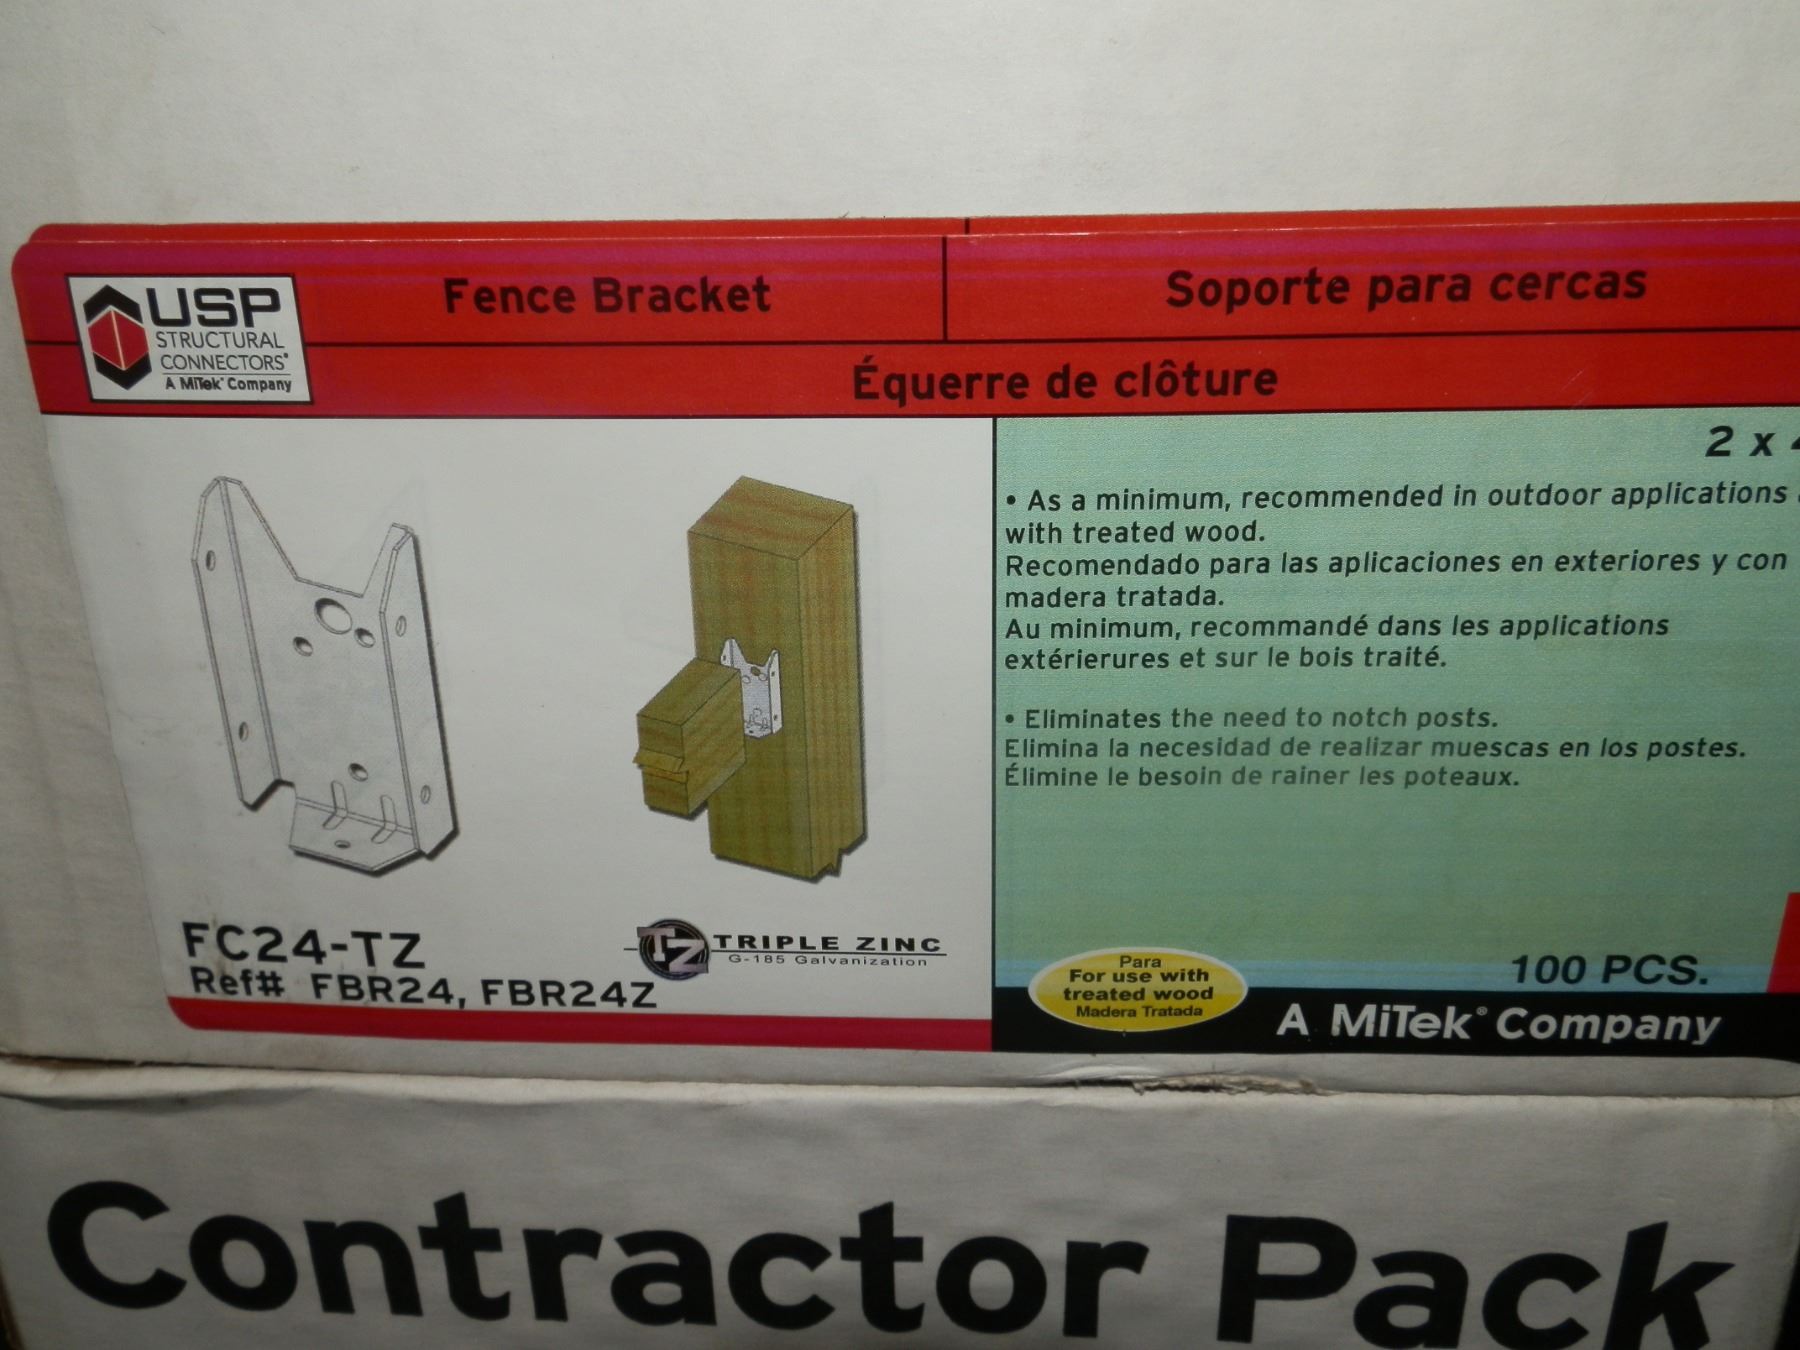 USP
STRUCTURAL
CONNECTORS®
A MiTek® Company
Fence Bracket
Soporte para cercas
Équerre de clôture
2 x
• As a minimum, recommended in outdoor applications
with treated wood.
Recomendado para las aplicaciones en exteriores y con
madera tratada.
Au minimum, recommandé dans les applications
extérierures et sur le bois traité.
• Eliminates the need to notch posts.
Elimina la necesidad de realizar muescas en los postes.
Élimine le besoin de rainer les poteaux.
FC24-TZ
Ref# FBR24, FBR24Z
TZ TRIPLE ZINC
G-185 Galvanization
Para
For use with
treated wood
Madera Tratada
100 PCS.
A MiTek® Company
Contractor Pack